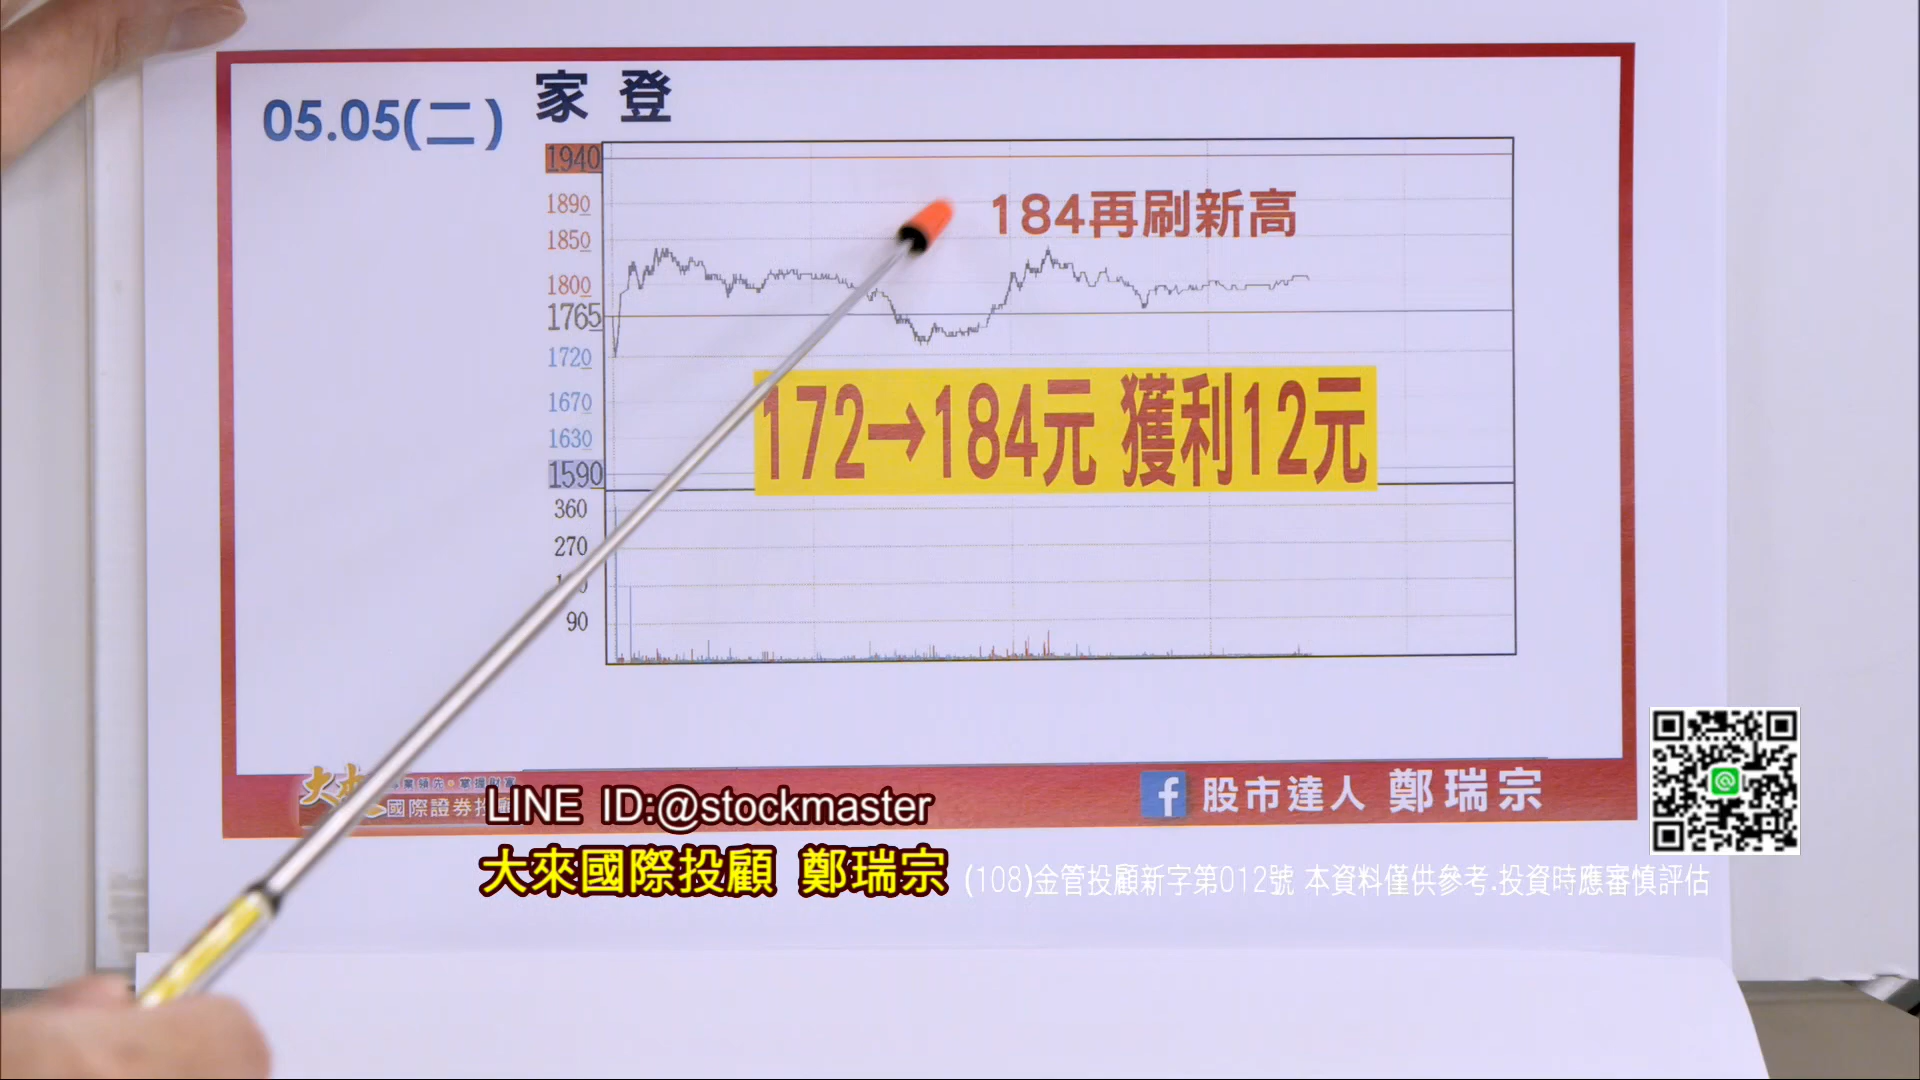 05.05(二)
家登
1940
1890
1850
1800
1765
1720
1670
1630
1590
360
270
90
184再刷新高
172→184元 獲利12元
國際證券投
股市達人 鄭瑞宗
LINE ID:@stockmaster
大來國際投顧 鄭瑞宗
(108)金管投顧新字第012號 本資料僅供參考.投資時應審慎評估